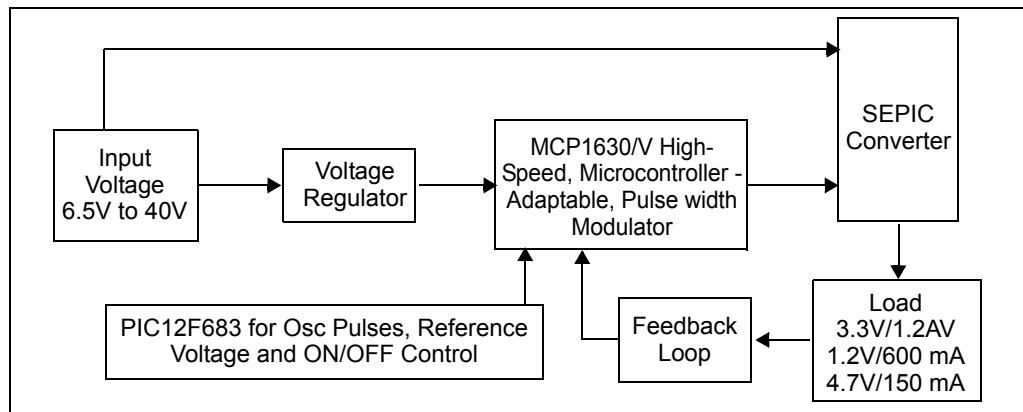 Input
Voltage
6.5V to 40V
Voltage
Regulator
MCP1630/V High-
Speed, Microcontroller -
Adaptable, Pulse width
Modulator
SEPIC
Converter
PIC12F683 for Osc Pulses, Reference
Voltage and ON/OFF Control
Feedback
Loop
Load
3.3V/1.2AV
1.2V/600 mA
4.7V/150 mA